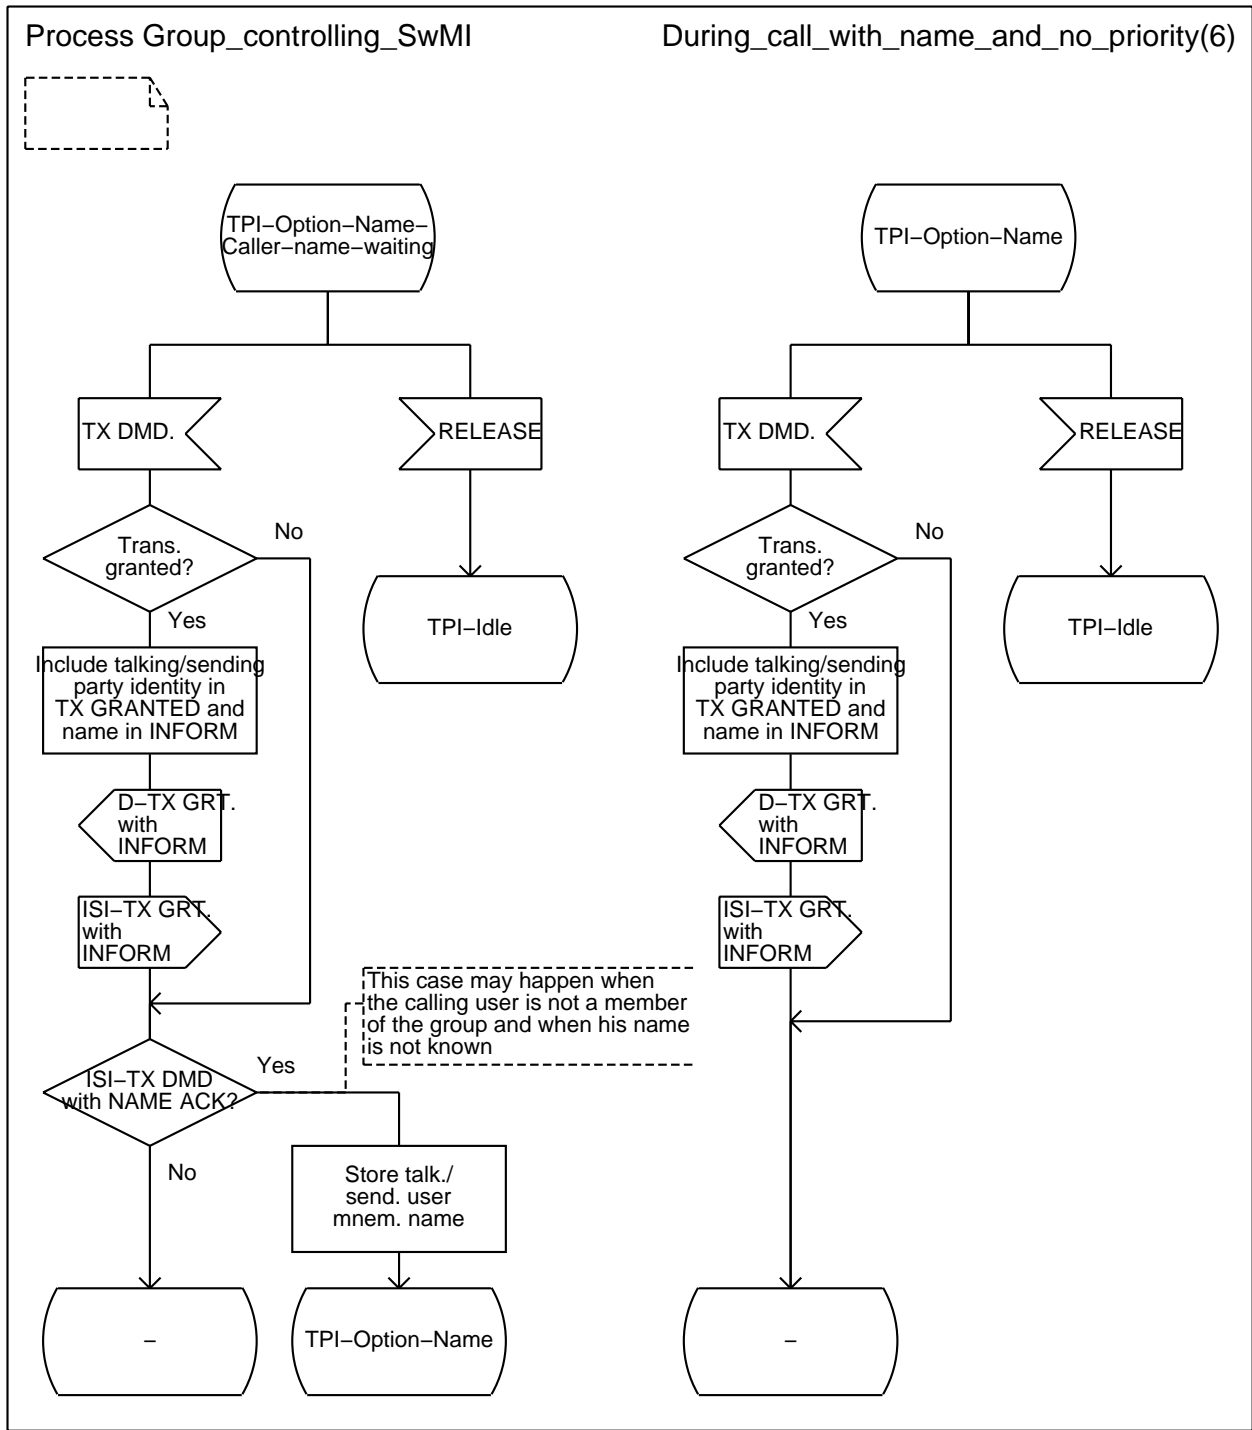 Process Group_controlling_SwMI
During_call_with_name_and_no_priority(6)
TPI–Option–Name–
Caller–name–waiting
TPI–Option–Name
TX DMD.
RELEASE
TX DMD.
RELEASE
Trans.
granted?
No
Trans.
granted?
No
Yes
TPI–Idle
Yes
TPI–Idle
Include talking/sending
party identity in
TX GRANTED and
name in INFORM
Include talking/sending
party identity in
TX GRANTED and
name in INFORM
D–TX GRT.
with
INFORM
D–TX GRT.
with
INFORM
ISI–TX GRT.
with
INFORM
ISI–TX GRT.
with
INFORM
This case may happen when
the calling user is not a member
of the group and when his name
is not known
ISI–TX DMD
with NAME ACK?
Yes
No
Store talk./
send. user
mnem. name
–
TPI–Option–Name
–